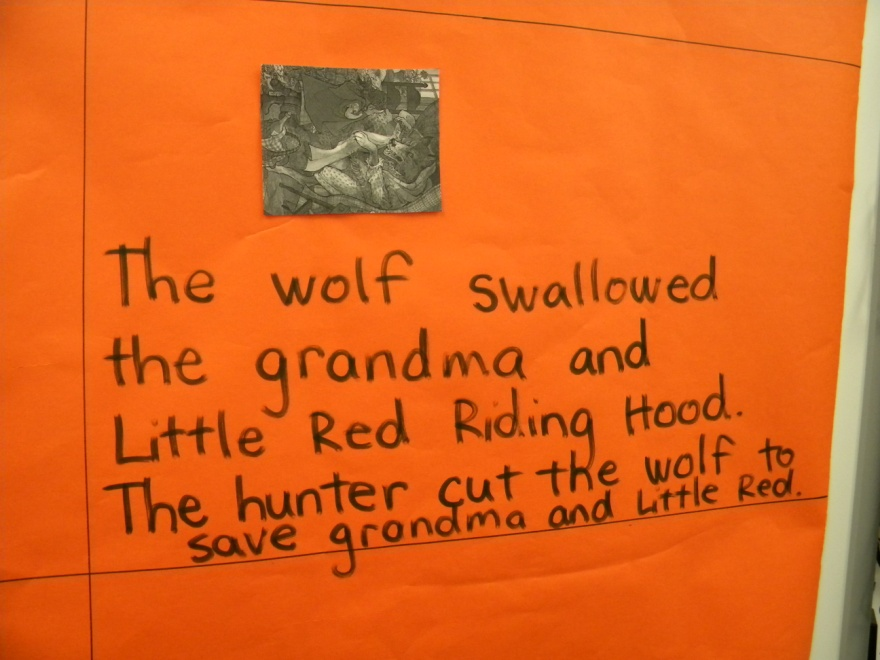 The wolf swallowed
the grandma and
Little Red Riding Hood.
The hunter cut the wolf to
save grandma and Little Red.